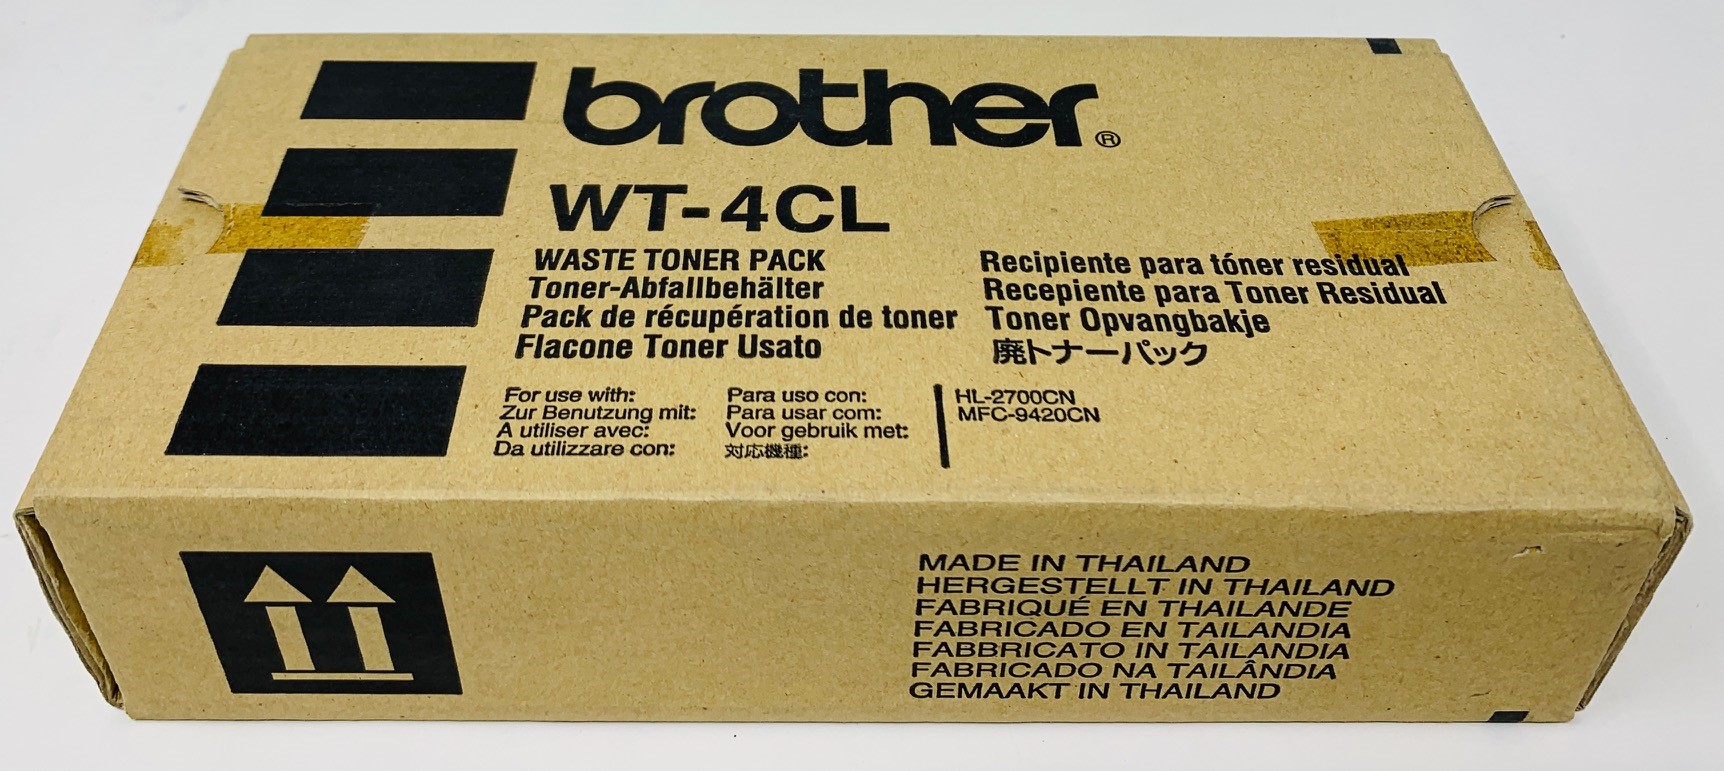 brother®
WT-4CL
WASTE TONER PACK
Toner-Abfallbehälter
Pack de récupération de toner
Flacone Toner Usato
Recipiente para tóner residual
Recepiente para Toner Residual
Toner Opvangbakje
廃トナーパック
For use with:
Zur Benutzung mit:
A utiliser avec:
Da utilizzare con:
Para uso con:
Para usar com:
Voor gebruik met:
対応機種:
HL-2700CN
MFC-9420CN
MADE IN THAILAND
HERGESTELLT IN THAILAND
FABRIQUÉ EN THAILANDE
FABRICADO EN TAILANDIA
FABBRICATO IN TAILANDIA
FABRICADO NA TAILÂNDIA
GEMAAKT IN THAILAND